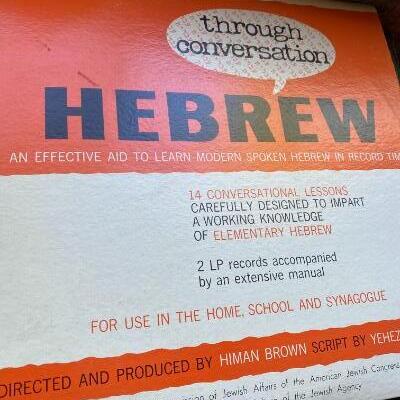 through
conversation
HEBREW
AN EFFECTIVE AID TO LEARN MODERN SPOKEN HEBREW IN RECORD TIM
14 CONVERSATIONAL LESSONS
CAREFULLY DESIGNED TO IMPART
A WORKING KNOWLEDGE
OF ELEMENTARY HEBREW
2 LP records accompanied
by an extensive manual
FOR USE IN THE HOME, SCHOOL AND SYNAGOGUE
DIRECTED AND PRODUCED BY HIMAN BROWN SCRIPT BY YEHEZ
of Jewish Affairs of the American Jewish Congress
of the Jewish Agency